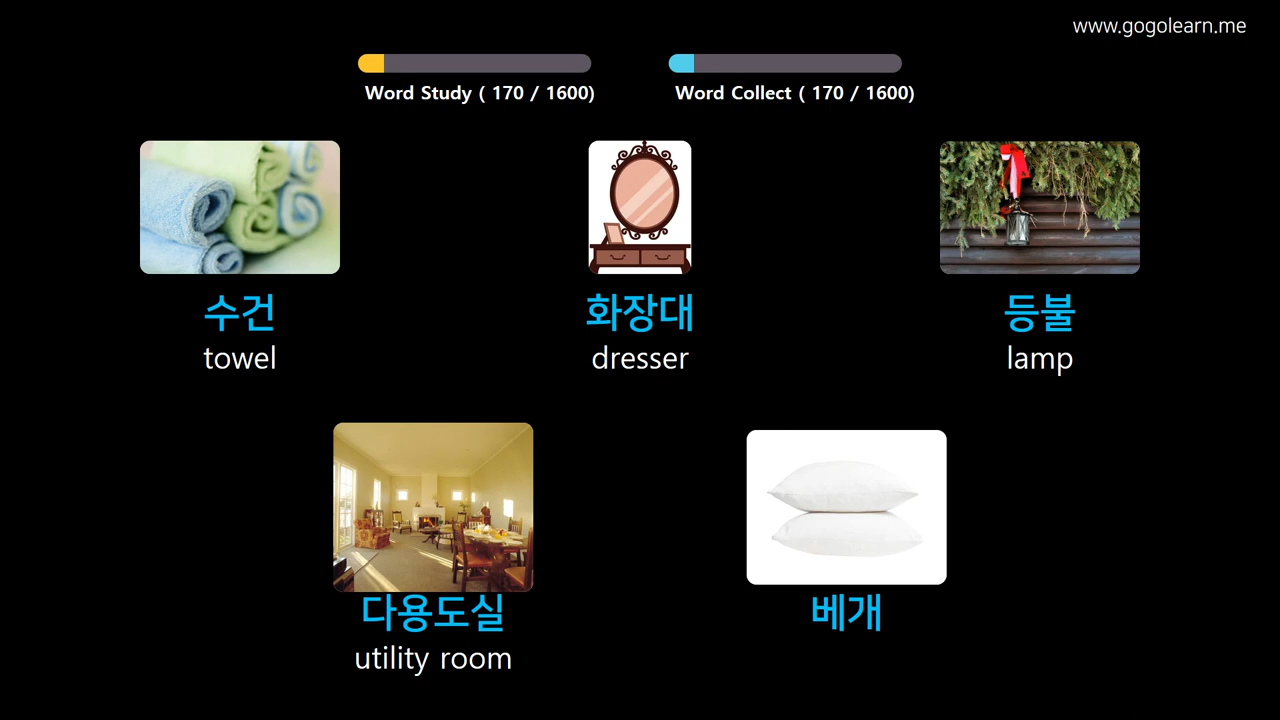 www.gogolearn.me
Word Study ( 170 / 1600)
Word Collect ( 170 / 1600)
수건
towel
화장대
dresser
등불
lamp
다용도실
utility room
베개